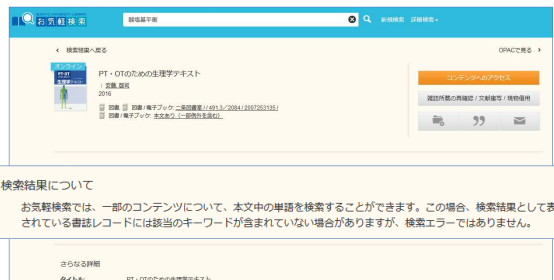 お気軽検索
酸塩基平衡
新規検索 詳細検索
検索結果へ戻る
OPACで見る
オンライン
PT・OTのための生理学テキスト
安藤 啓司
2016
図書 図書/電子ブック: 二条図書室//491.3/2084/2007253135/
図書/電子ブック: 本文あり（一部例外を含む）
コンテンツへのアクセス
雑誌所蔵の再確認/文献複写/現物借用
検索結果について
お気軽検索では、一部のコンテンツについて、本文中の単語を検索することができます。この場合、検索結果として表
されている書誌レコードには該当のキーワードが含まれていない場合がありますが、検索エラーではありません。
さらなる詳細
タイトル: PT・OTのための生理学テキスト